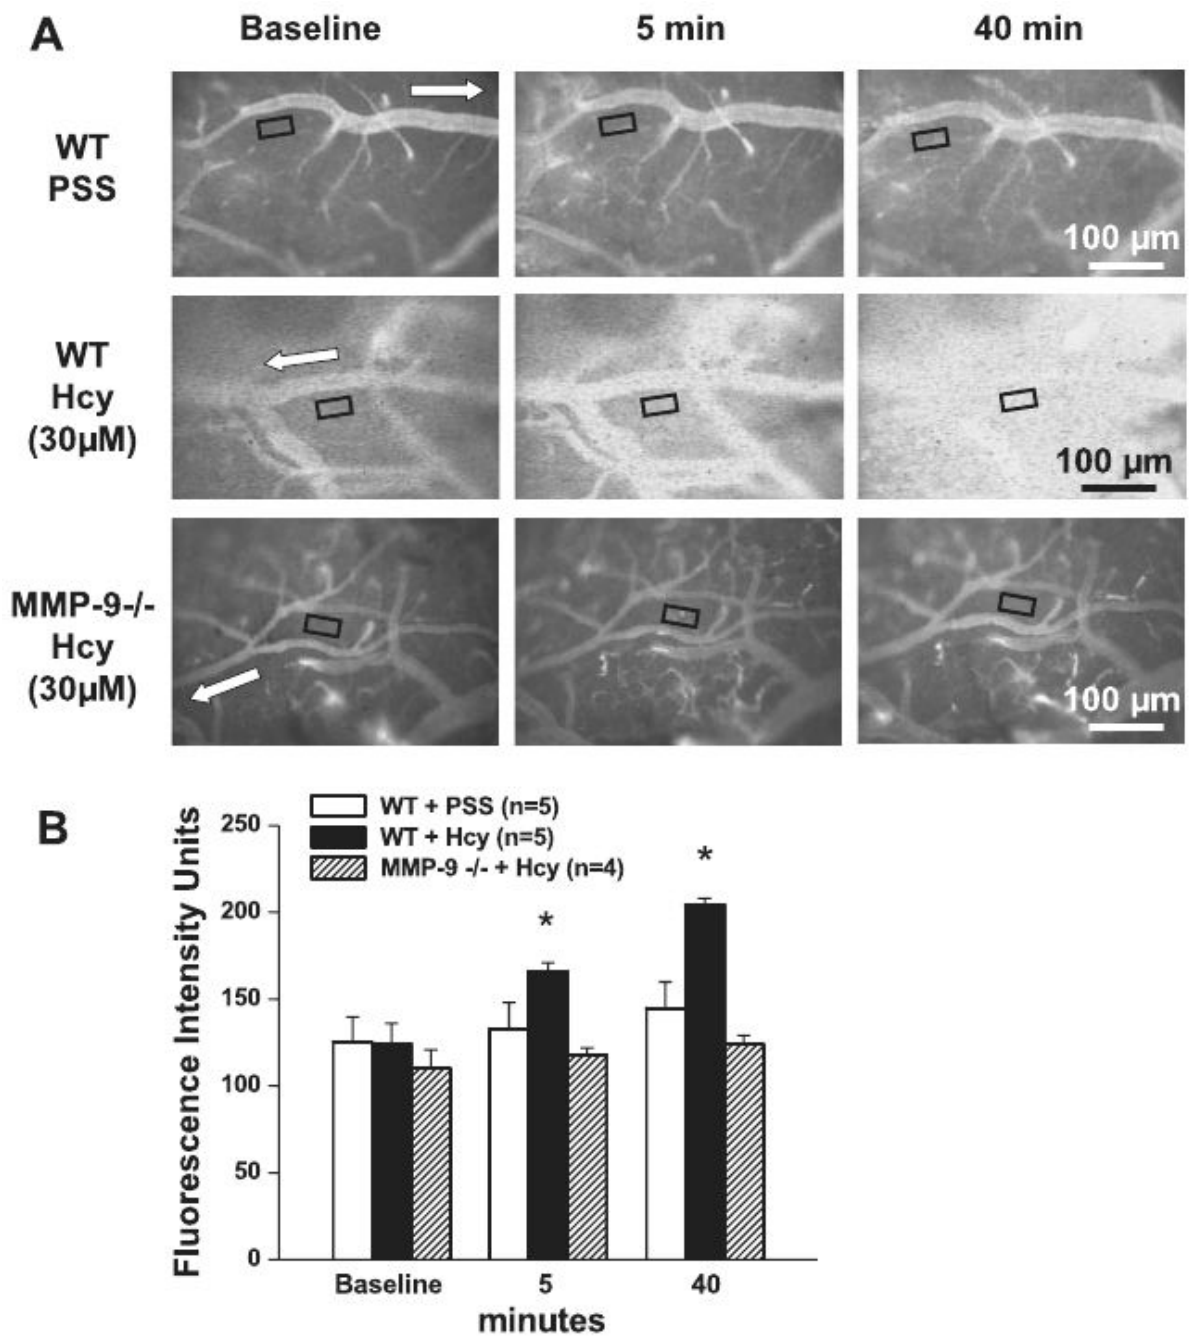 A
Baseline 5 min 40 min
WT
PSS
100 µm
WT
Hcy
(30µM)
100 µm
MMP-9-/-
Hcy
(30µM)
100 µm
B
WT + PSS (n=5)
WT + Hcy (n=5)
MMP-9 -/- + Hcy (n=4)
Fluorescence Intensity Units
250
200
150
100
50
0
*
*
Baseline 5 40
minutes